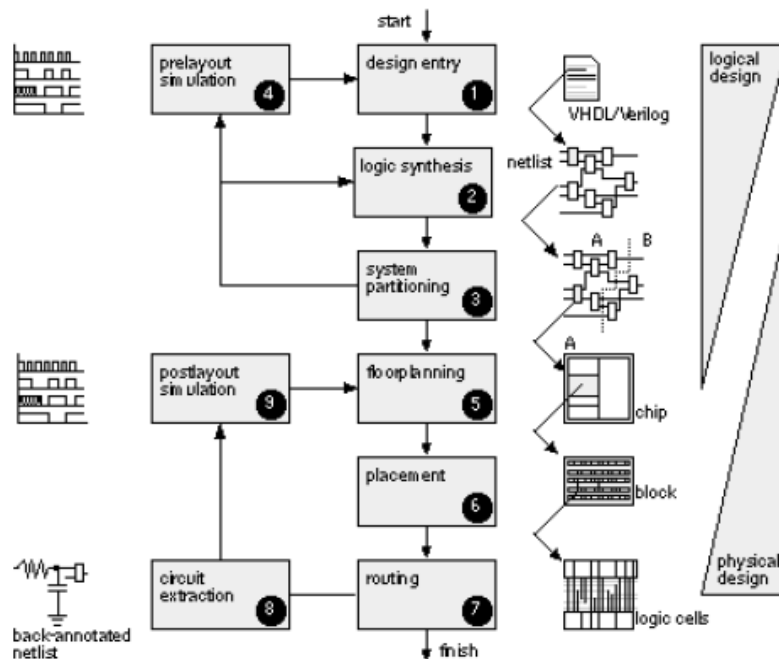 start
prelayout
simulation
4
design entry
1
logical
design
VHDL/Verilog
logic synthesis
2
netlist
A
B
system
partitioning
3
postlayout
simulation
9
floorplanning
5
A
chip
placement
6
block
circuit
extraction
8
routing
7
physical
design
logic cells
back-annotated
netlist
finish